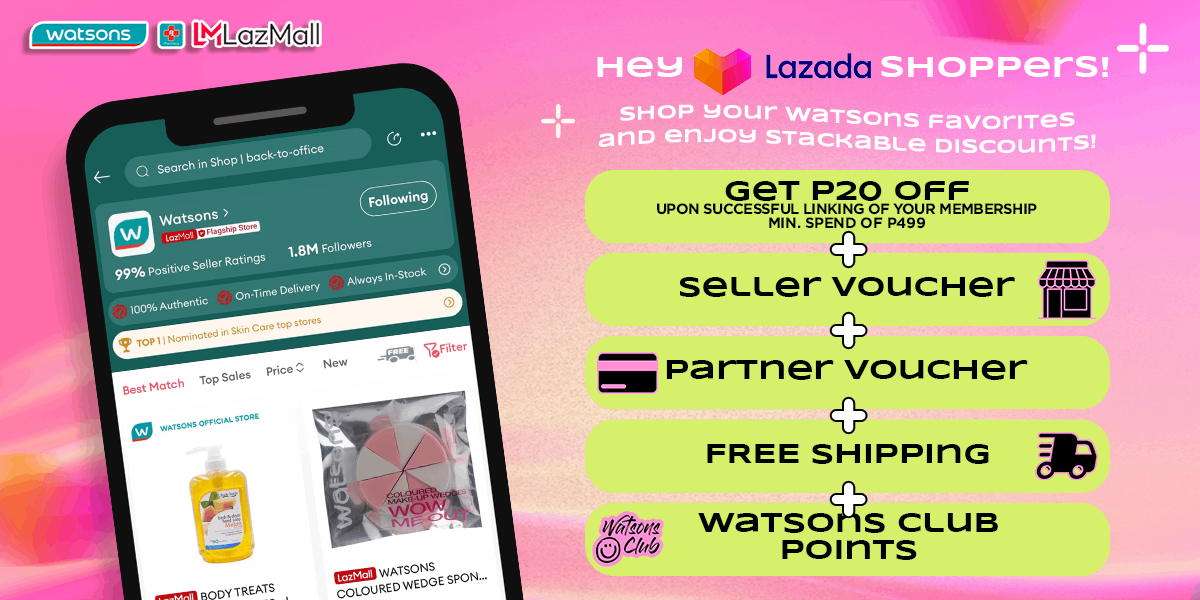 watsons
LMLazMall
Search in Shop | back-to-office
W
Watsons >
LazMall Flagship Store
Following
99% Positive Seller Ratings
1.8M Followers
100% Authentic
On-Time Delivery
Always In-Stock
TOP 1 | Nominated in Skin Care top stores
Best Match
Top Sales
Price
New
FREE
Filter
W WATSONS OFFICIAL STORE
watsons
COLOURED
MAKE-UP WEDGES
WOW
ME OUT
LazMall BODY TREATS
LazMall WATSONS
COLOURED WEDGE SPON...
Hey Lazada SHOPPERS!
SHOP YOUR WATSONS FAVORITES
AND ENJOY STACKABLE DISCOUNTS!
GET P20 OFF
UPON SUCCESSFUL LINKING OF YOUR MEMBERSHIP
MIN. SPEND OF P499
SELLER VOUCHER
PARTNER VOUCHER
FREE SHIPPING
Watsons
Club
WATSONS CLUB
POINTS